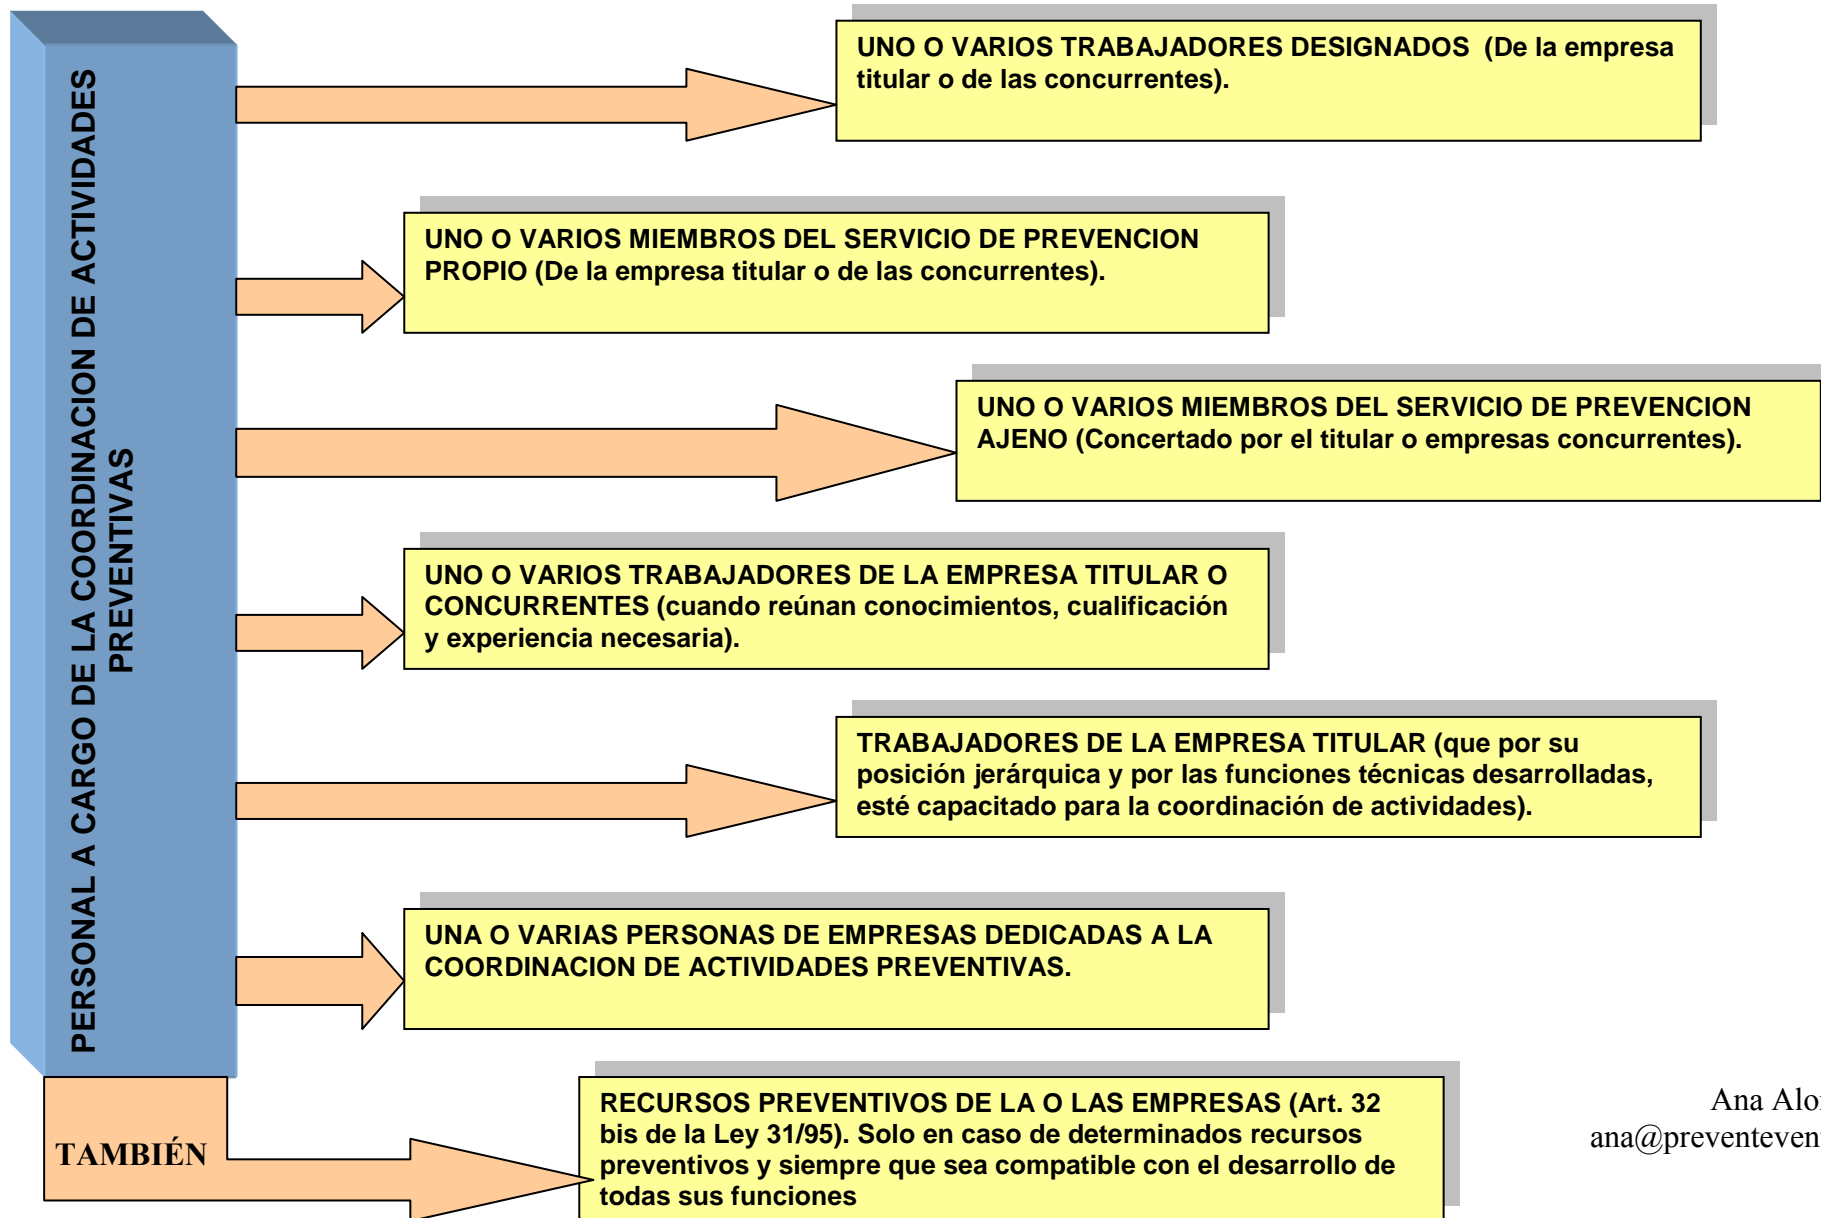 PERSONAL A CARGO DE LA COORDINACION DE ACTIVIDADES
PREVENTIVAS
UNO O VARIOS TRABAJADORES DESIGNADOS (De la empresa
titular o de las concurrentes).
UNO O VARIOS MIEMBROS DEL SERVICIO DE PREVENCION
PROPIO (De la empresa titular o de las concurrentes).
UNO O VARIOS MIEMBROS DEL SERVICIO DE PREVENCION
AJENO (Concertado por el titular o empresas concurrentes).
UNO O VARIOS TRABAJADORES DE LA EMPRESA TITULAR O
CONCURRENTES (cuando reúnan conocimientos, cualificación
y experiencia necesaria).
TRABAJADORES DE LA EMPRESA TITULAR (que por su
posición jerárquica y por las funciones técnicas desarrolladas,
esté capacitado para la coordinación de actividades).
UNA O VARIAS PERSONAS DE EMPRESAS DEDICADAS A LA
COORDINACION DE ACTIVIDADES PREVENTIVAS.
TAMBIÉN
RECURSOS PREVENTIVOS DE LA O LAS EMPRESAS (Art. 32
bis de la Ley 31/95). Solo en caso de determinados recursos
preventivos y siempre que sea compatible con el desarrollo de
todas sus funciones
Ana